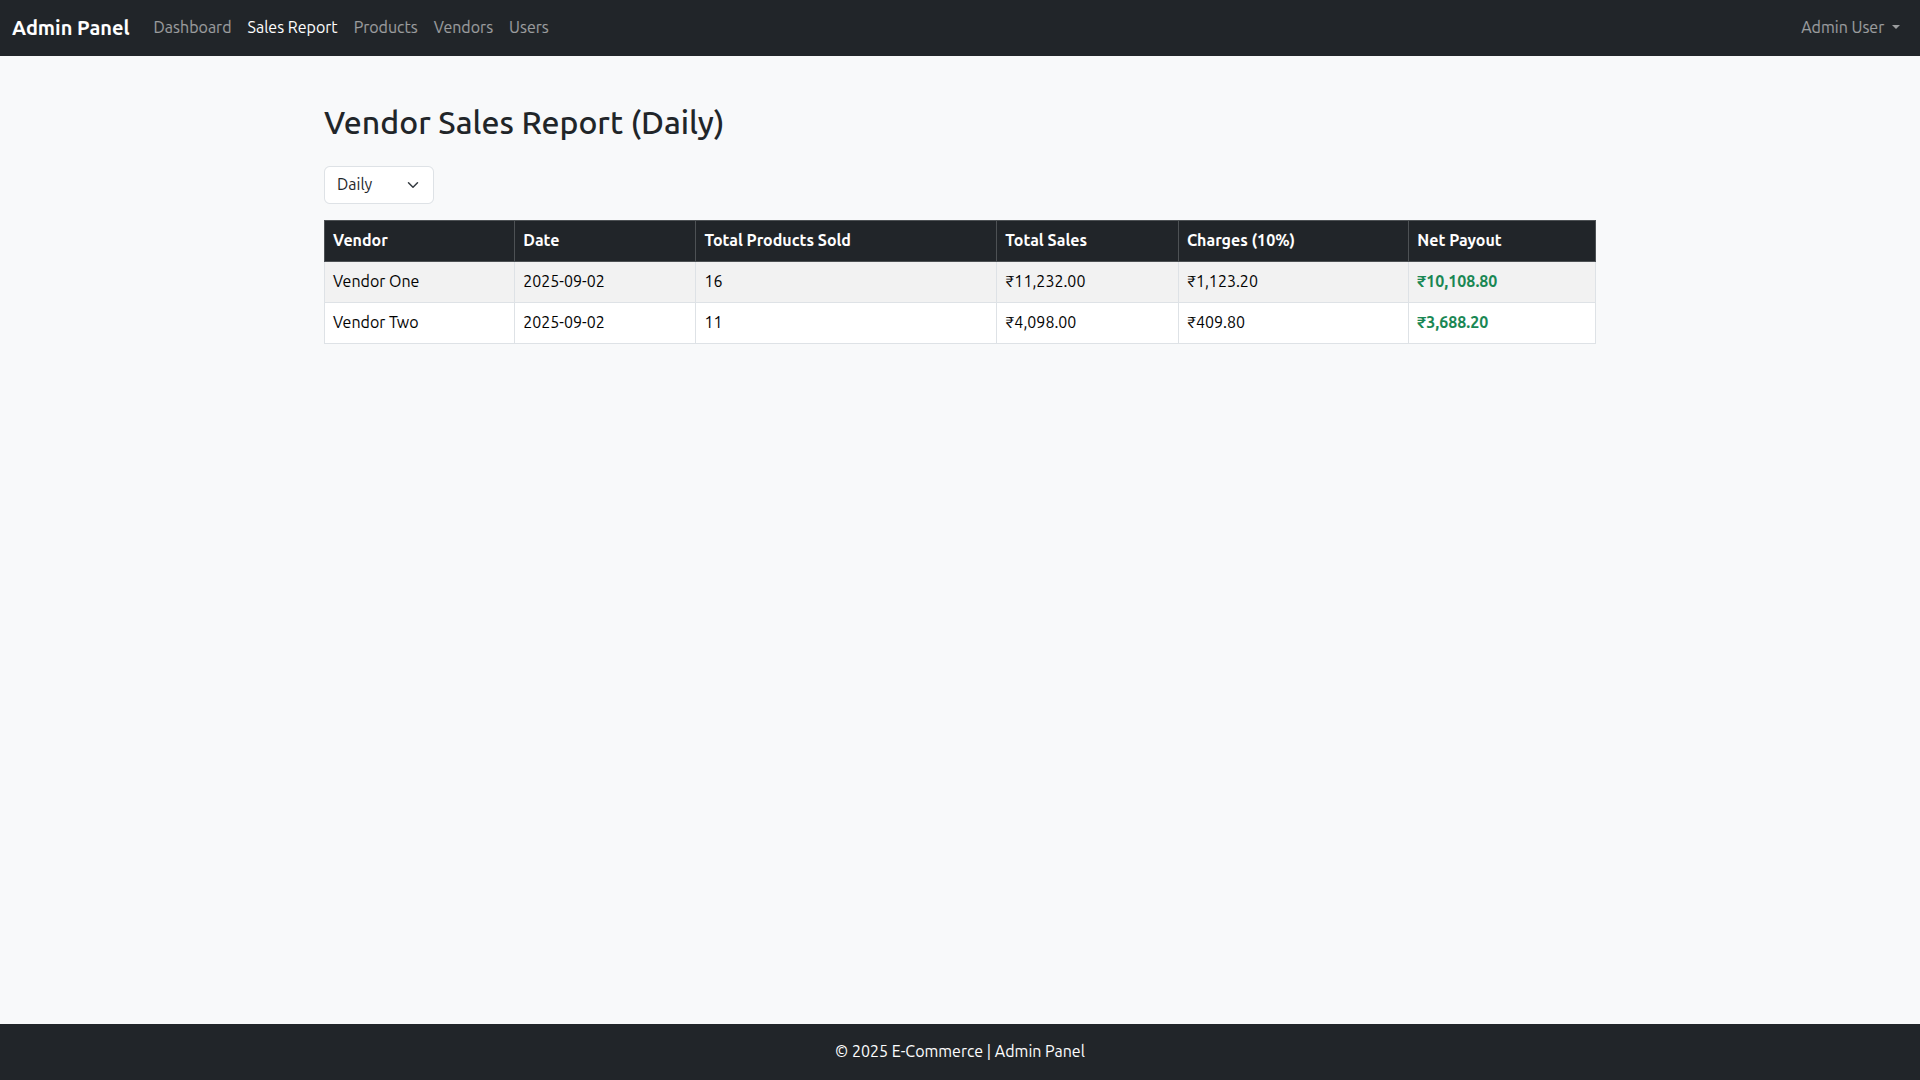 Admin Panel Dashboard Sales Report Products Vendors Users Admin User
Vendor Sales Report (Daily)
Daily
Vendor Date Total Products Sold Total Sales Charges (10%) Net Payout
Vendor One 2025-09-02 16 ₹11,232.00 ₹1,123.20 ₹10,108.80
Vendor Two 2025-09-02 11 ₹4,098.00 ₹409.80 ₹3,688.20
© 2025 E-Commerce | Admin Panel